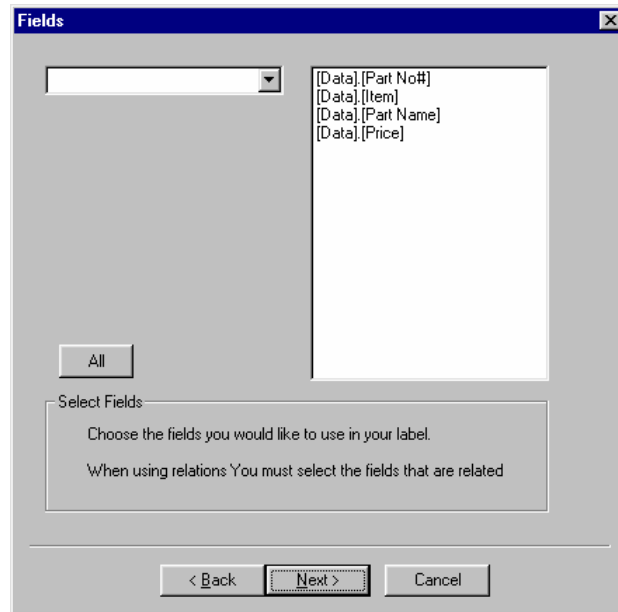 Fields
[Data].[Part No#]
[Data].[Item]
[Data].[Part Name]
[Data].[Price]
All
Select Fields
Choose the fields you would like to use in your label.
When using relations You must select the fields that are related
< Back
Next >
Cancel